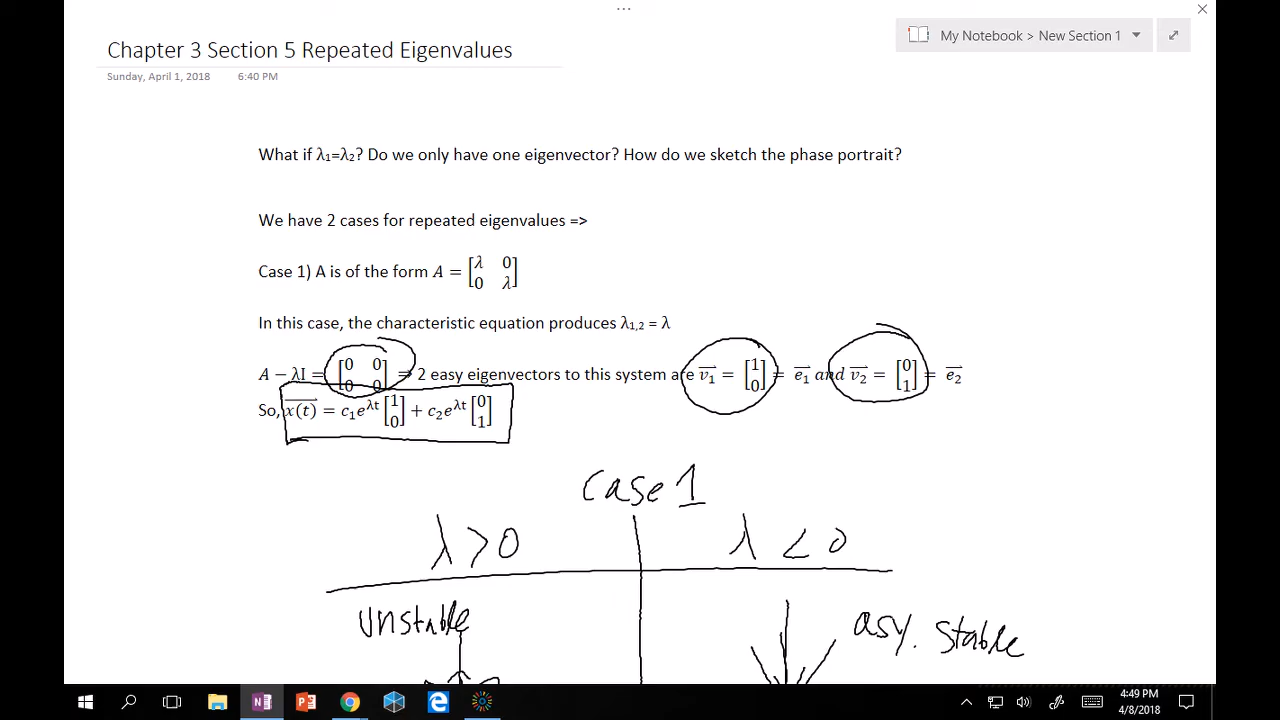 ...
Chapter 3 Section 5 Repeated Eigenvalues
My Notebook > New Section 1
Sunday, April 1, 2018 6:40 PM
What if λ₁=λ₂? Do we only have one eigenvector? How do we sketch the phase portrait?
We have 2 cases for repeated eigenvalues =>
Case 1) A is of the form A = [λ 0; 0 λ]
In this case, the characteristic equation produces λ₁,₂ = λ
A − λI = [0 0; 0 0] => 2 easy eigenvectors to this system are v₁⃗ = [1; 0] = e₁⃗ and v₂⃗ = [0; 1] = e₂⃗
So, x(t)⃗ = c₁e^λt [1; 0] + c₂e^λt [0; 1]
Case 1
λ > 0 λ < 0
unstable asy. stable
4:49 PM
4/8/2018